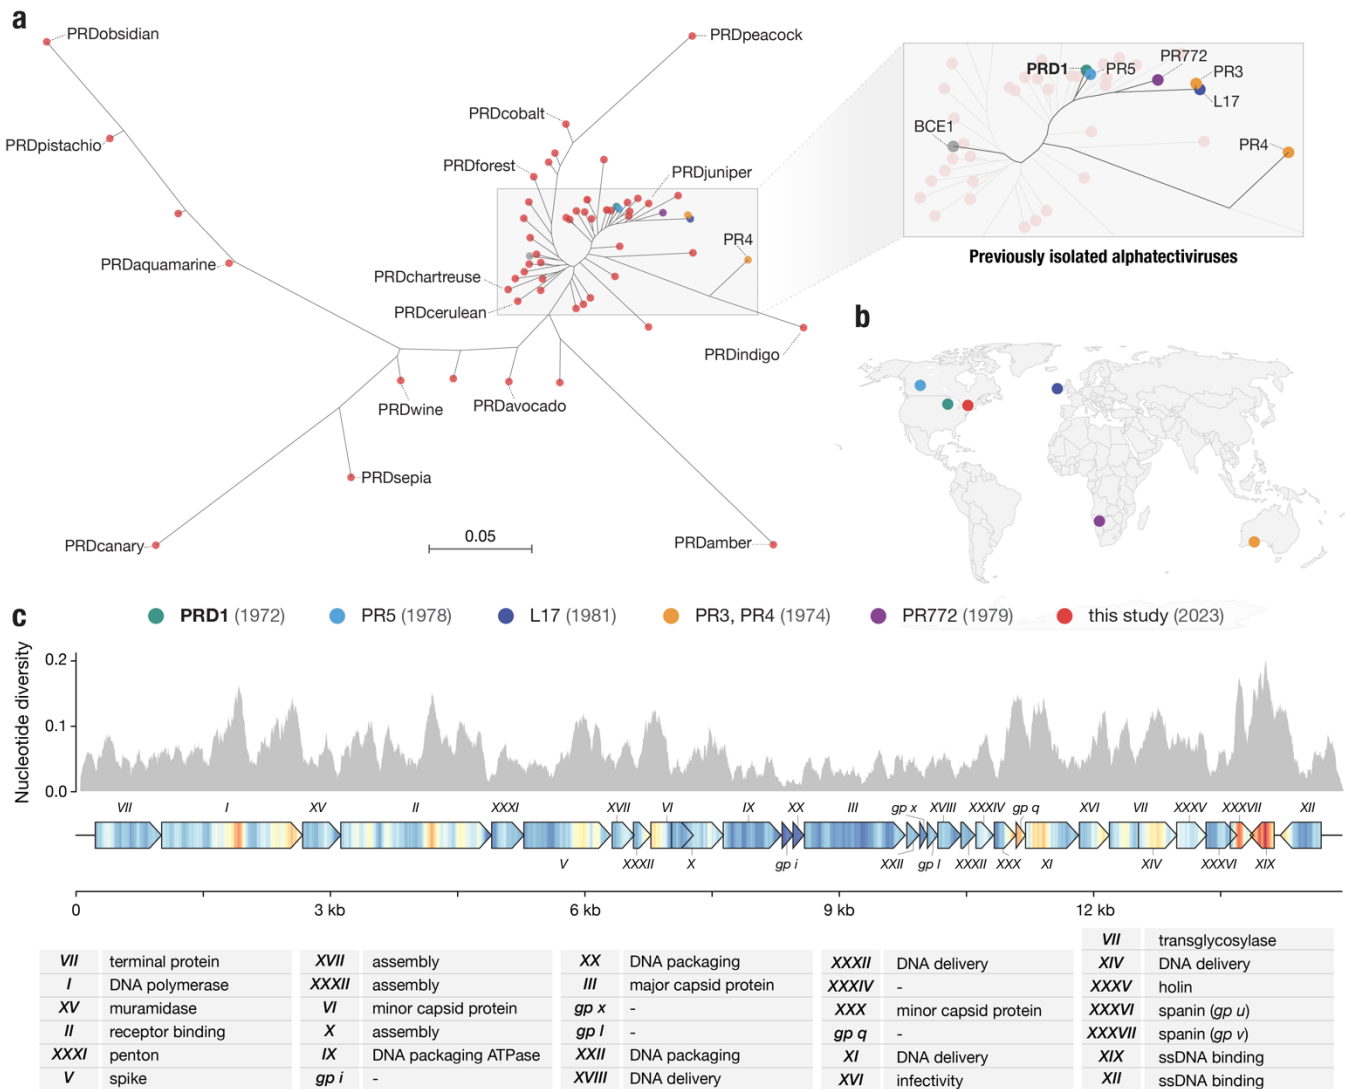 a
PRDobsidian
PRDpeacock
PRDcobalt
PRDpistachio
PRDforest
PRDjuniper
PRDaquamarine
PR4
PRDchartreuse
PRDcerulean
PRDindigo
PRDwine
PRDavocado
PRDsepia
0.05
PRDcanary
PRDamber
PRD1
PR5
PR772
PR3
L17
BCE1
PR4
Previously isolated alphatectiviruses
b
c
PRD1 (1972)
PR5 (1978)
L17 (1981)
PR3, PR4 (1974)
PR772 (1979)
this study (2023)
Nucleotide diversity
0.2
0.1
0.0
VII I XV II XXXI XVII VI IX XX III gp x XVIII XXXIV gp q XVI VII XXXV XXXVII XII
V XXXII X gp i XXII gp l XXXII XXX XI XIV XXXVI XIX
0 3 kb 6 kb 9 kb 12 kb
VII terminal protein
I DNA polymerase
XV muramidase
II receptor binding
XXXI penton
V spike
XVII assembly
XXXII assembly
VI minor capsid protein
X assembly
IX DNA packaging ATPase
gp i -
XX DNA packaging
III major capsid protein
gp x -
gp l -
XXII DNA packaging
XVIII DNA delivery
XXXII DNA delivery
XXXIV -
XXX minor capsid protein
gp q -
XI DNA delivery
XVI infectivity
VII transglycosylase
XIV DNA delivery
XXXV holin
XXXVI spanin (gp u)
XXXVII spanin (gp v)
XIX ssDNA binding
XII ssDNA binding